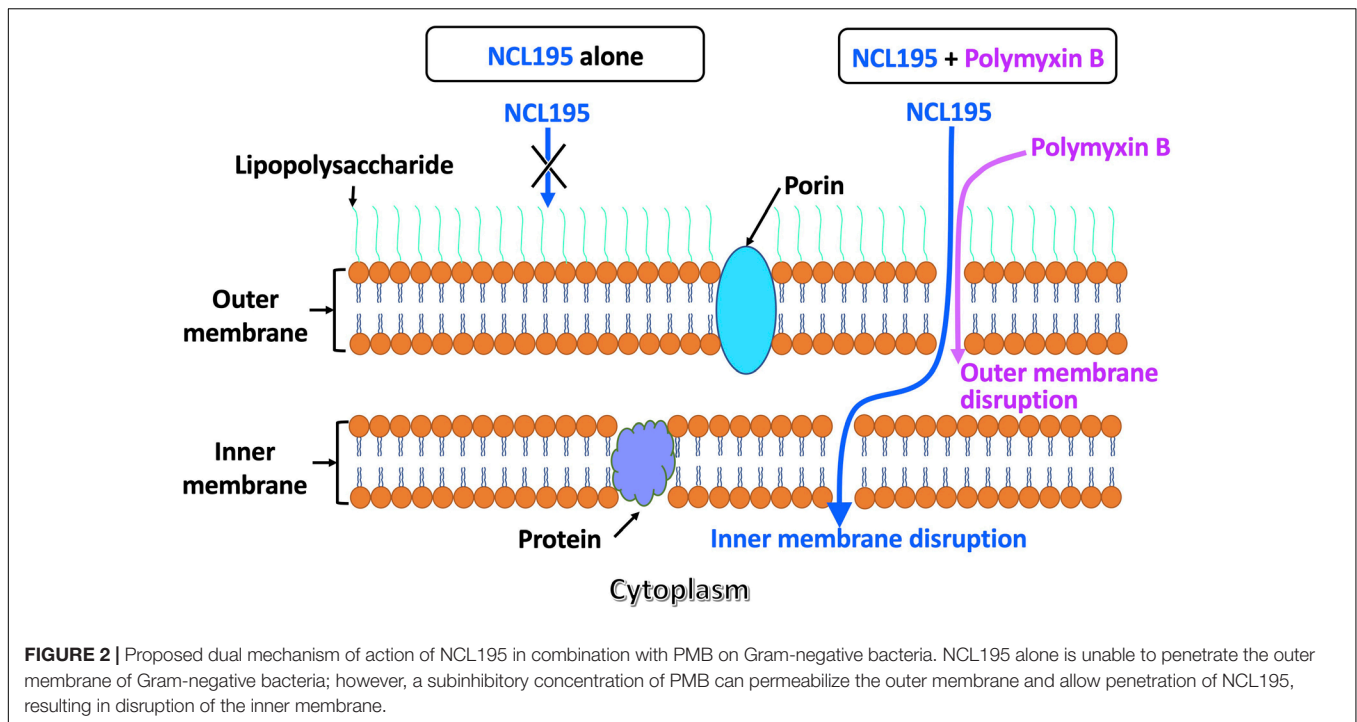 NCL195 alone
NCL195 + Polymyxin B
NCL195
NCL195
Polymyxin B
Lipopolysaccharide
Porin
Outer
membrane
Outer membrane
disruption
Inner
membrane
Protein
Inner membrane disruption
Cytoplasm
FIGURE 2 | Proposed dual mechanism of action of NCL195 in combination with PMB on Gram-negative bacteria. NCL195 alone is unable to penetrate the outer
membrane of Gram-negative bacteria; however, a subinhibitory concentration of PMB can permeabilize the outer membrane and allow penetration of NCL195,
resulting in disruption of the inner membrane.